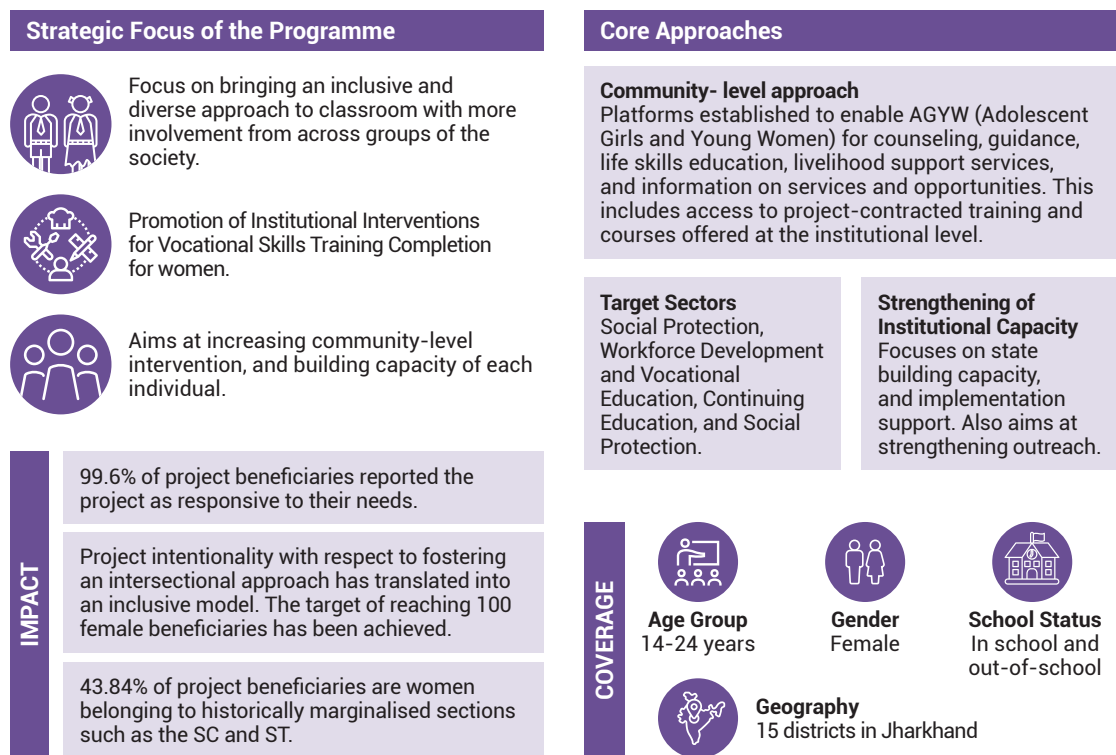 Strategic Focus of the Programme
Focus on bringing an inclusive and
diverse approach to classroom with more
involvement from across groups of the
society.
Promotion of Institutional Interventions
for Vocational Skills Training Completion
for women.
Aims at increasing community-level
intervention, and building capacity of each
individual.
IMPACT
99.6% of project beneficiaries reported the
project as responsive to their needs.
Project intentionality with respect to fostering
an intersectional approach has translated into
an inclusive model. The target of reaching 100
female beneficiaries has been achieved.
43.84% of project beneficiaries are women
belonging to historically marginalised sections
such as the SC and ST.
Core Approaches
Community- level approach
Platforms established to enable AGYW (Adolescent
Girls and Young Women) for counseling, guidance,
life skills education, livelihood support services,
and information on services and opportunities. This
includes access to project-contracted training and
courses offered at the institutional level.
Target Sectors
Social Protection,
Workforce Development
and Vocational
Education, Continuing
Education, and Social
Protection.
Strengthening of
Institutional Capacity
Focuses on state
building capacity,
and implementation
support. Also aims at
strengthening outreach.
COVERAGE
Age Group
14-24 years
Gender
Female
School Status
In school and
out-of-school
Geography
15 districts in Jharkhand